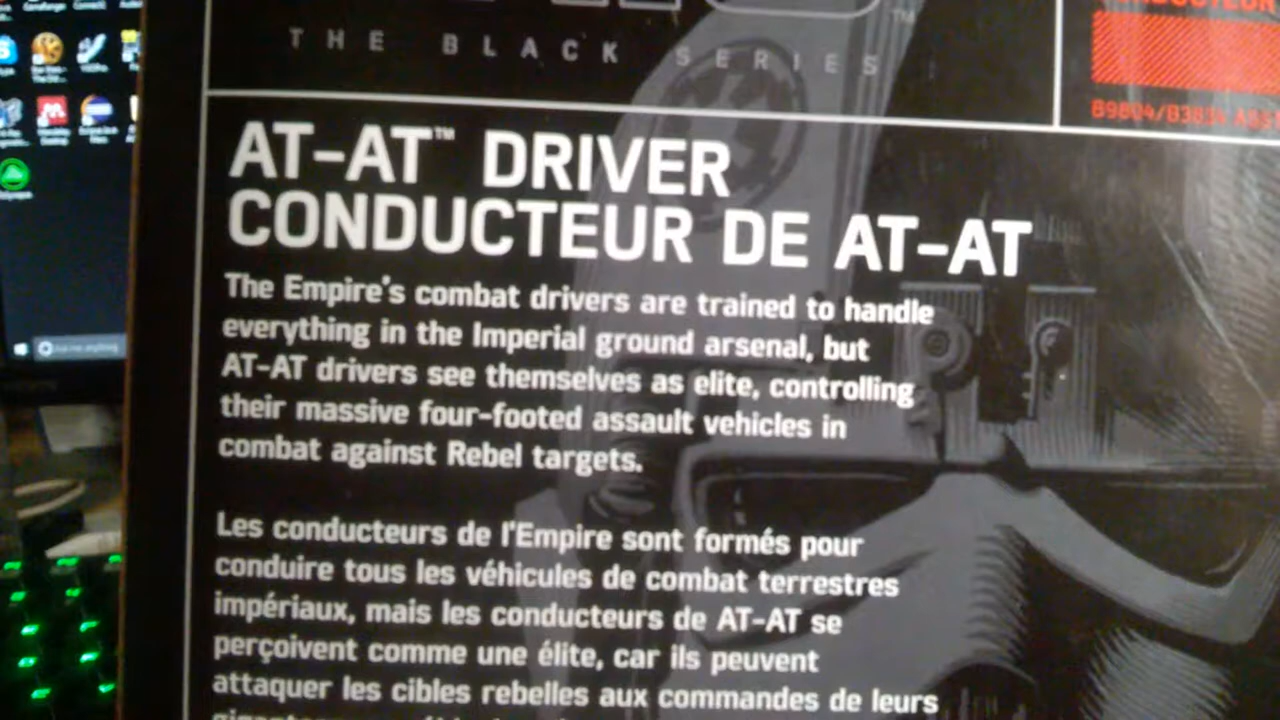 THE BLACK SERIES
AT-AT™ DRIVER
CONDUCTEUR DE AT-AT
The Empire's combat drivers are trained to handle
everything in the Imperial ground arsenal, but
AT-AT drivers see themselves as elite, controlling
their massive four-footed assault vehicles in
combat against Rebel targets.
Les conducteurs de l'Empire sont formés pour
conduire tous les véhicules de combat terrestres
impériaux, mais les conducteurs de AT-AT se
perçoivent comme une élite, car ils peuvent
attaquer les cibles rebelles aux commandes de leurs